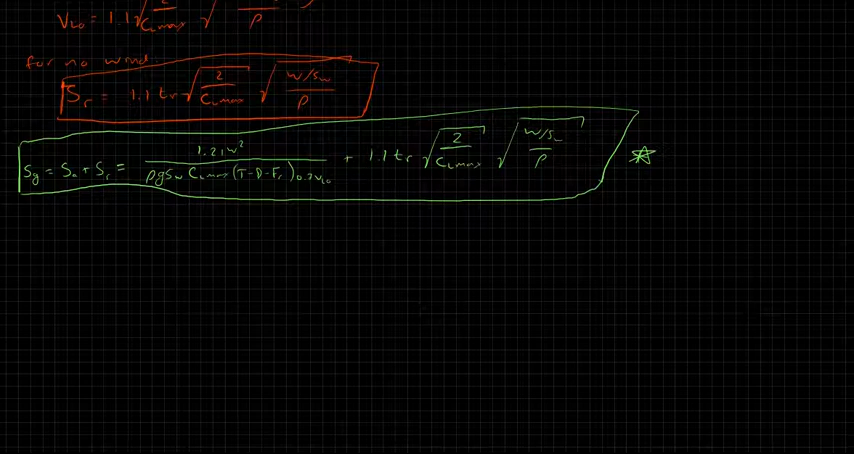 V_LO = 1.1 √(2/C_Lmax) √( /ρ)
for no wind:
S_r = 1.1 t_r √(2/C_Lmax) √((W/S_w)/ρ)
S_g = S_a + S_r = 1.21W²/(ρgS_w C_Lmax (T-D-F_r)_0.7V_LO) + 1.1 t_r √(2/C_Lmax) √((W/S_w)/ρ)